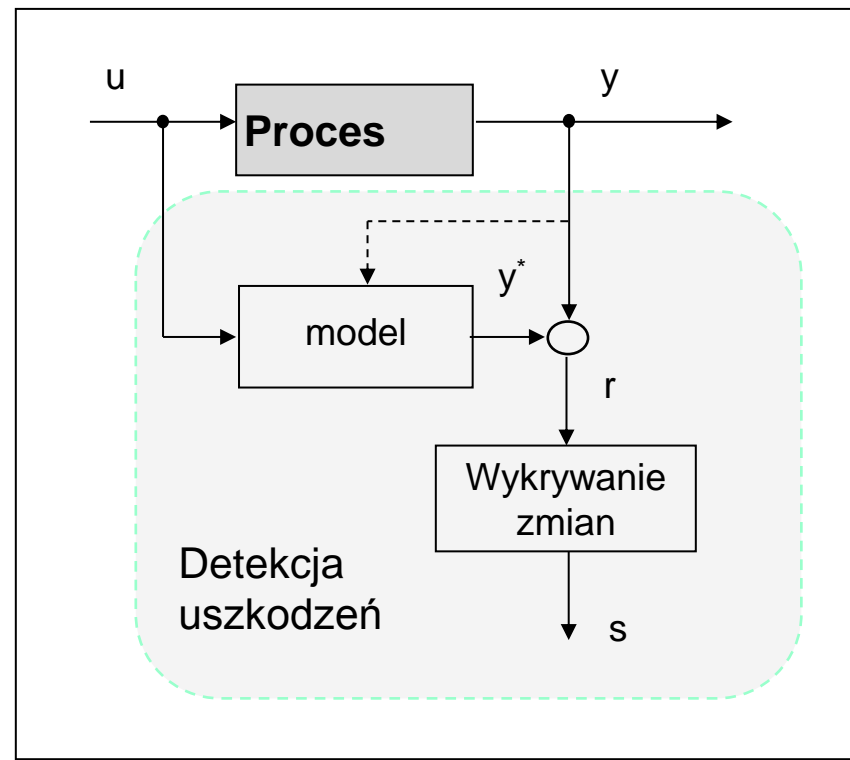 u
y
Proces
y*
model
r
Wykrywanie
zmian
Detekcja
uszkodzeń
s